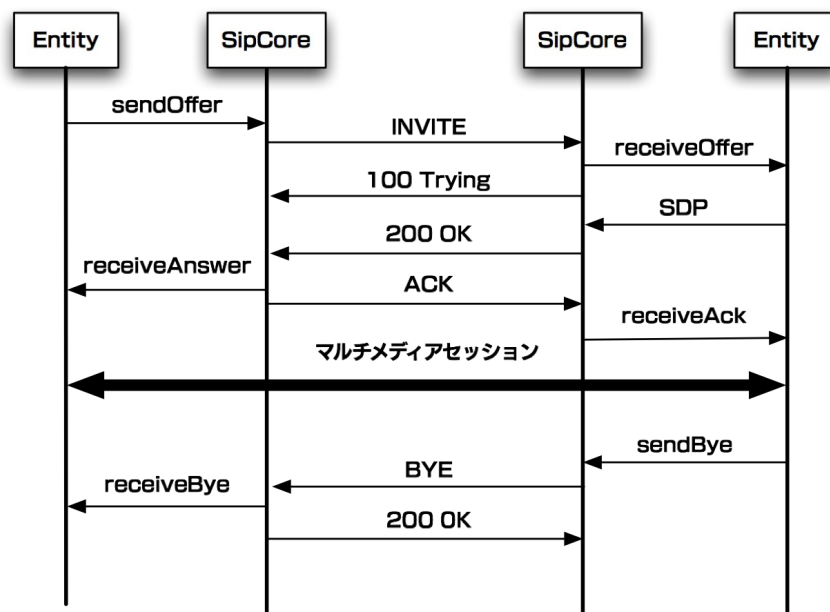 Entity
SipCore
SipCore
Entity
sendOffer
INVITE
receiveOffer
100 Trying
SDP
200 OK
receiveAnswer
ACK
receiveAck
マルチメディアセッション
sendBye
BYE
receiveBye
200 OK